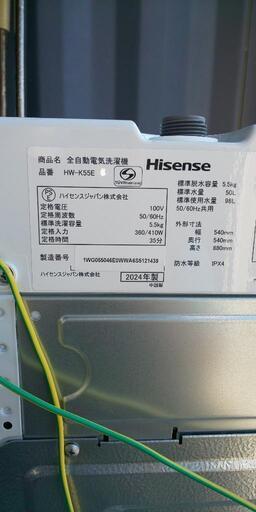 商品名 全自動電気洗濯機
品番 HW-K55E
Hisense
ハイセンスジャパン株式会社
定格電圧 100V
定格周波数 50/60Hz
標準洗濯容量 5.5kg
定格入力 360/410W
定格時間 35分
標準脱水容量 5.5kg
標準水量 50L
標準使用水量 98L
50/60Hz共用
外形寸法
幅 540mm
奥行 540mm
高さ 880mm
防水等級 IPX4
製造番号
ハイセンスジャパン株式会社
2024年製
中国製